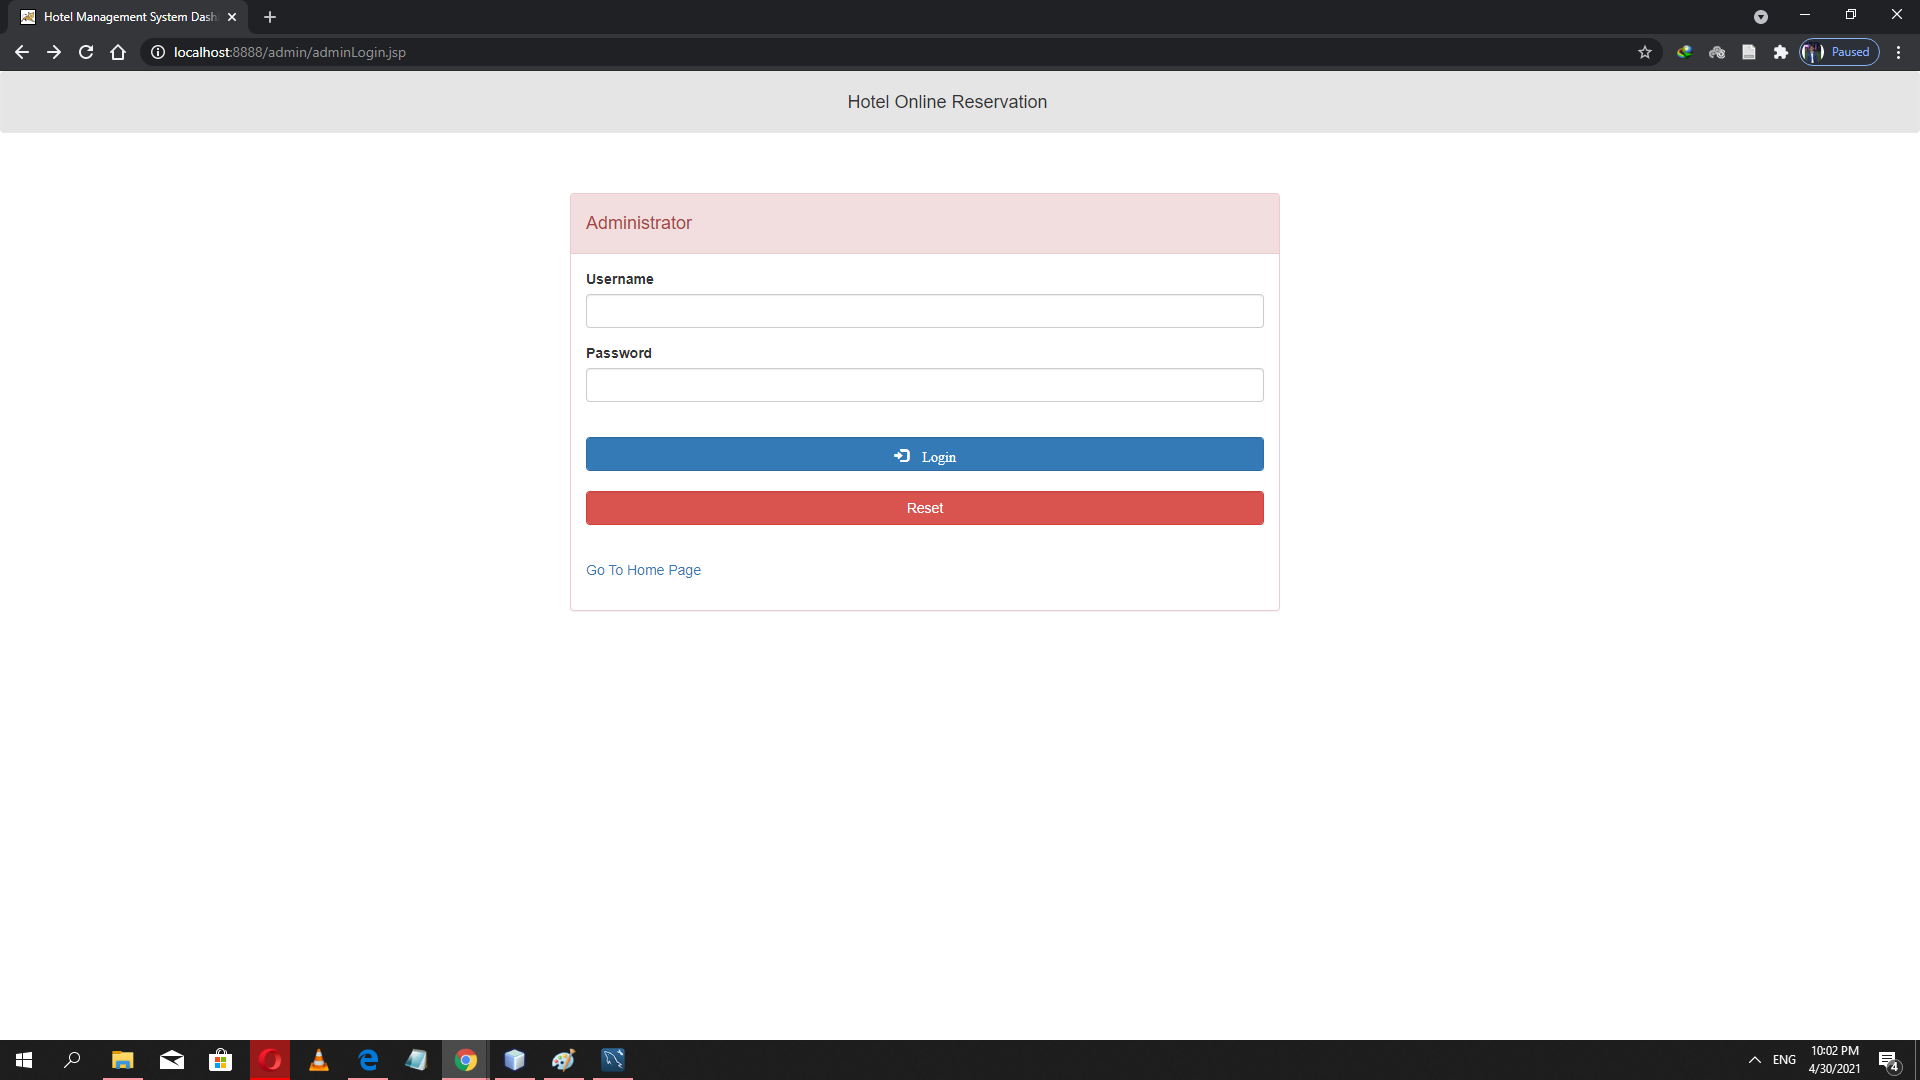 Hotel Management System Dash
localhost:8888/admin/adminLogin.jsp
Paused
Hotel Online Reservation
Administrator
Username
Password
Login
Reset
Go To Home Page
ENG
10:02 PM
4/30/2021
4